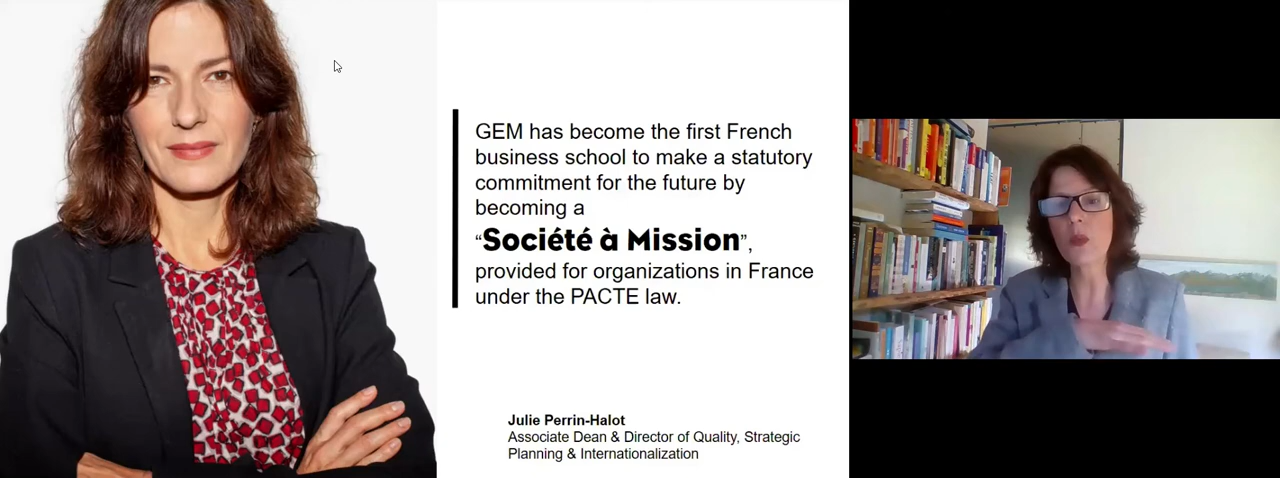 GEM has become the first French
business school to make a statutory
commitment for the future by
becoming a
“Société à Mission”,
provided for organizations in France
under the PACTE law.
Julie Perrin-Halot
Associate Dean & Director of Quality, Strategic
Planning & Internationalization